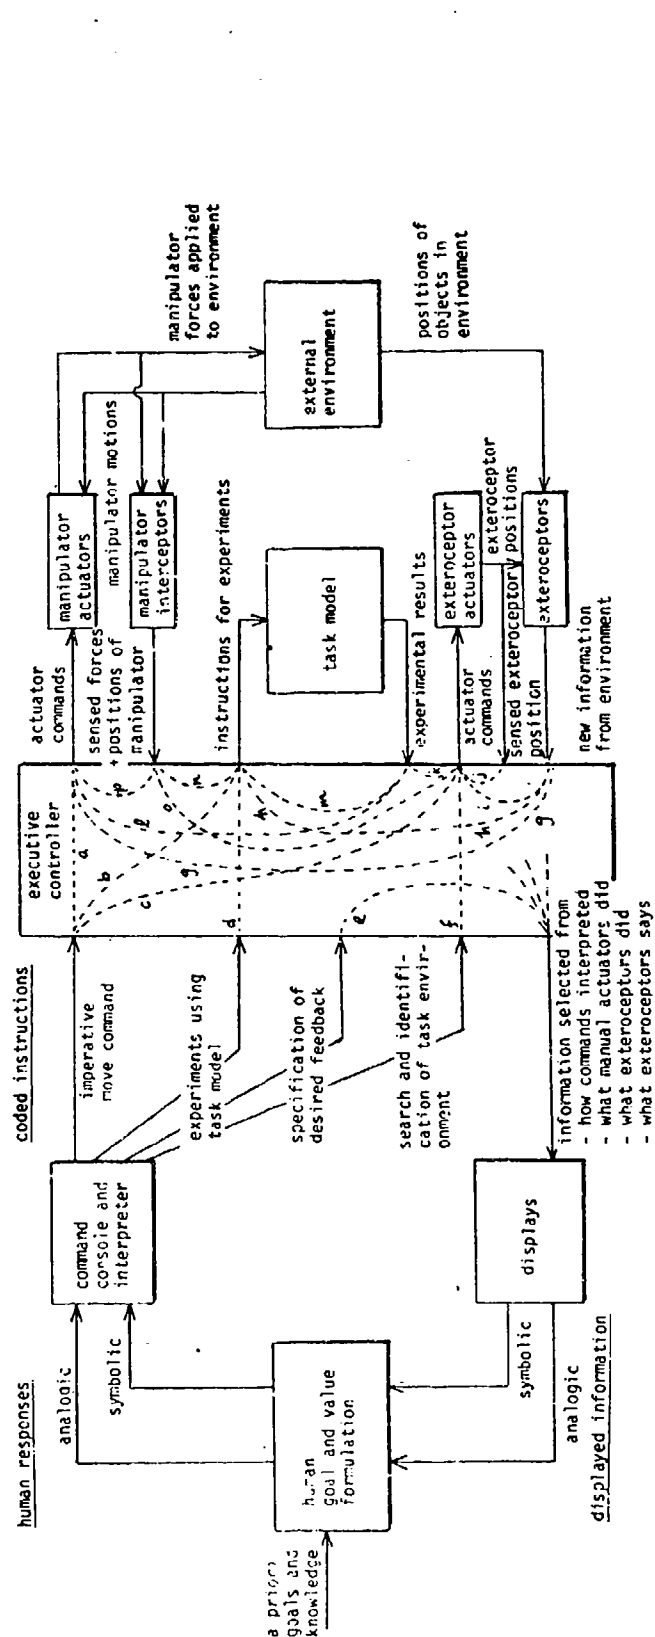 human responses
analogic
symbolic
a priori
goals and
knowledge
human
goal and value
formulation
symbolic
analogic
displayed information
command
console and
interpreter
displays
coded instructions
imperative
move command
experiments using
task model
specification of
desired feedback
search and identifi-
cation of task envir-
onment
information selected from
- how commands interpreted
- what manual actuators did
- what exteroceptors did
- what exteroceptors says
executive
controller
a
b
c
d
e
f
g
h
l
p
o
n
h
m
k
j
i
g
actuator
commands
sensed forces
+ positions of
manipulator
instructions for experiments
experimental results
actuator
commands
sensed exteroceptor
position
new information
from environment
manipulator
actuators
manipulator motions
manipulator
interceptors
task model
exteroceptor
actuators
exteroceptor
positions
exteroceptors
manipulator
forces applied
to environment
external
environment
positions of
objects in
environment